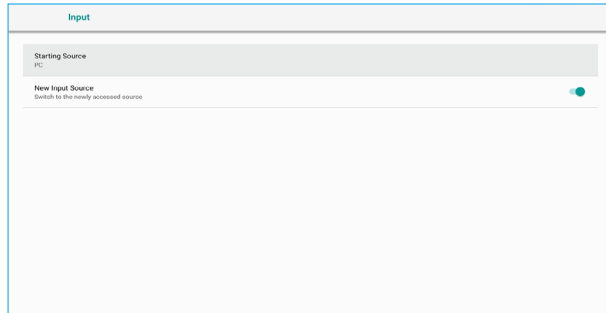 Input
Starting Source
PC
New Input Source
Switch to the newly accessed source